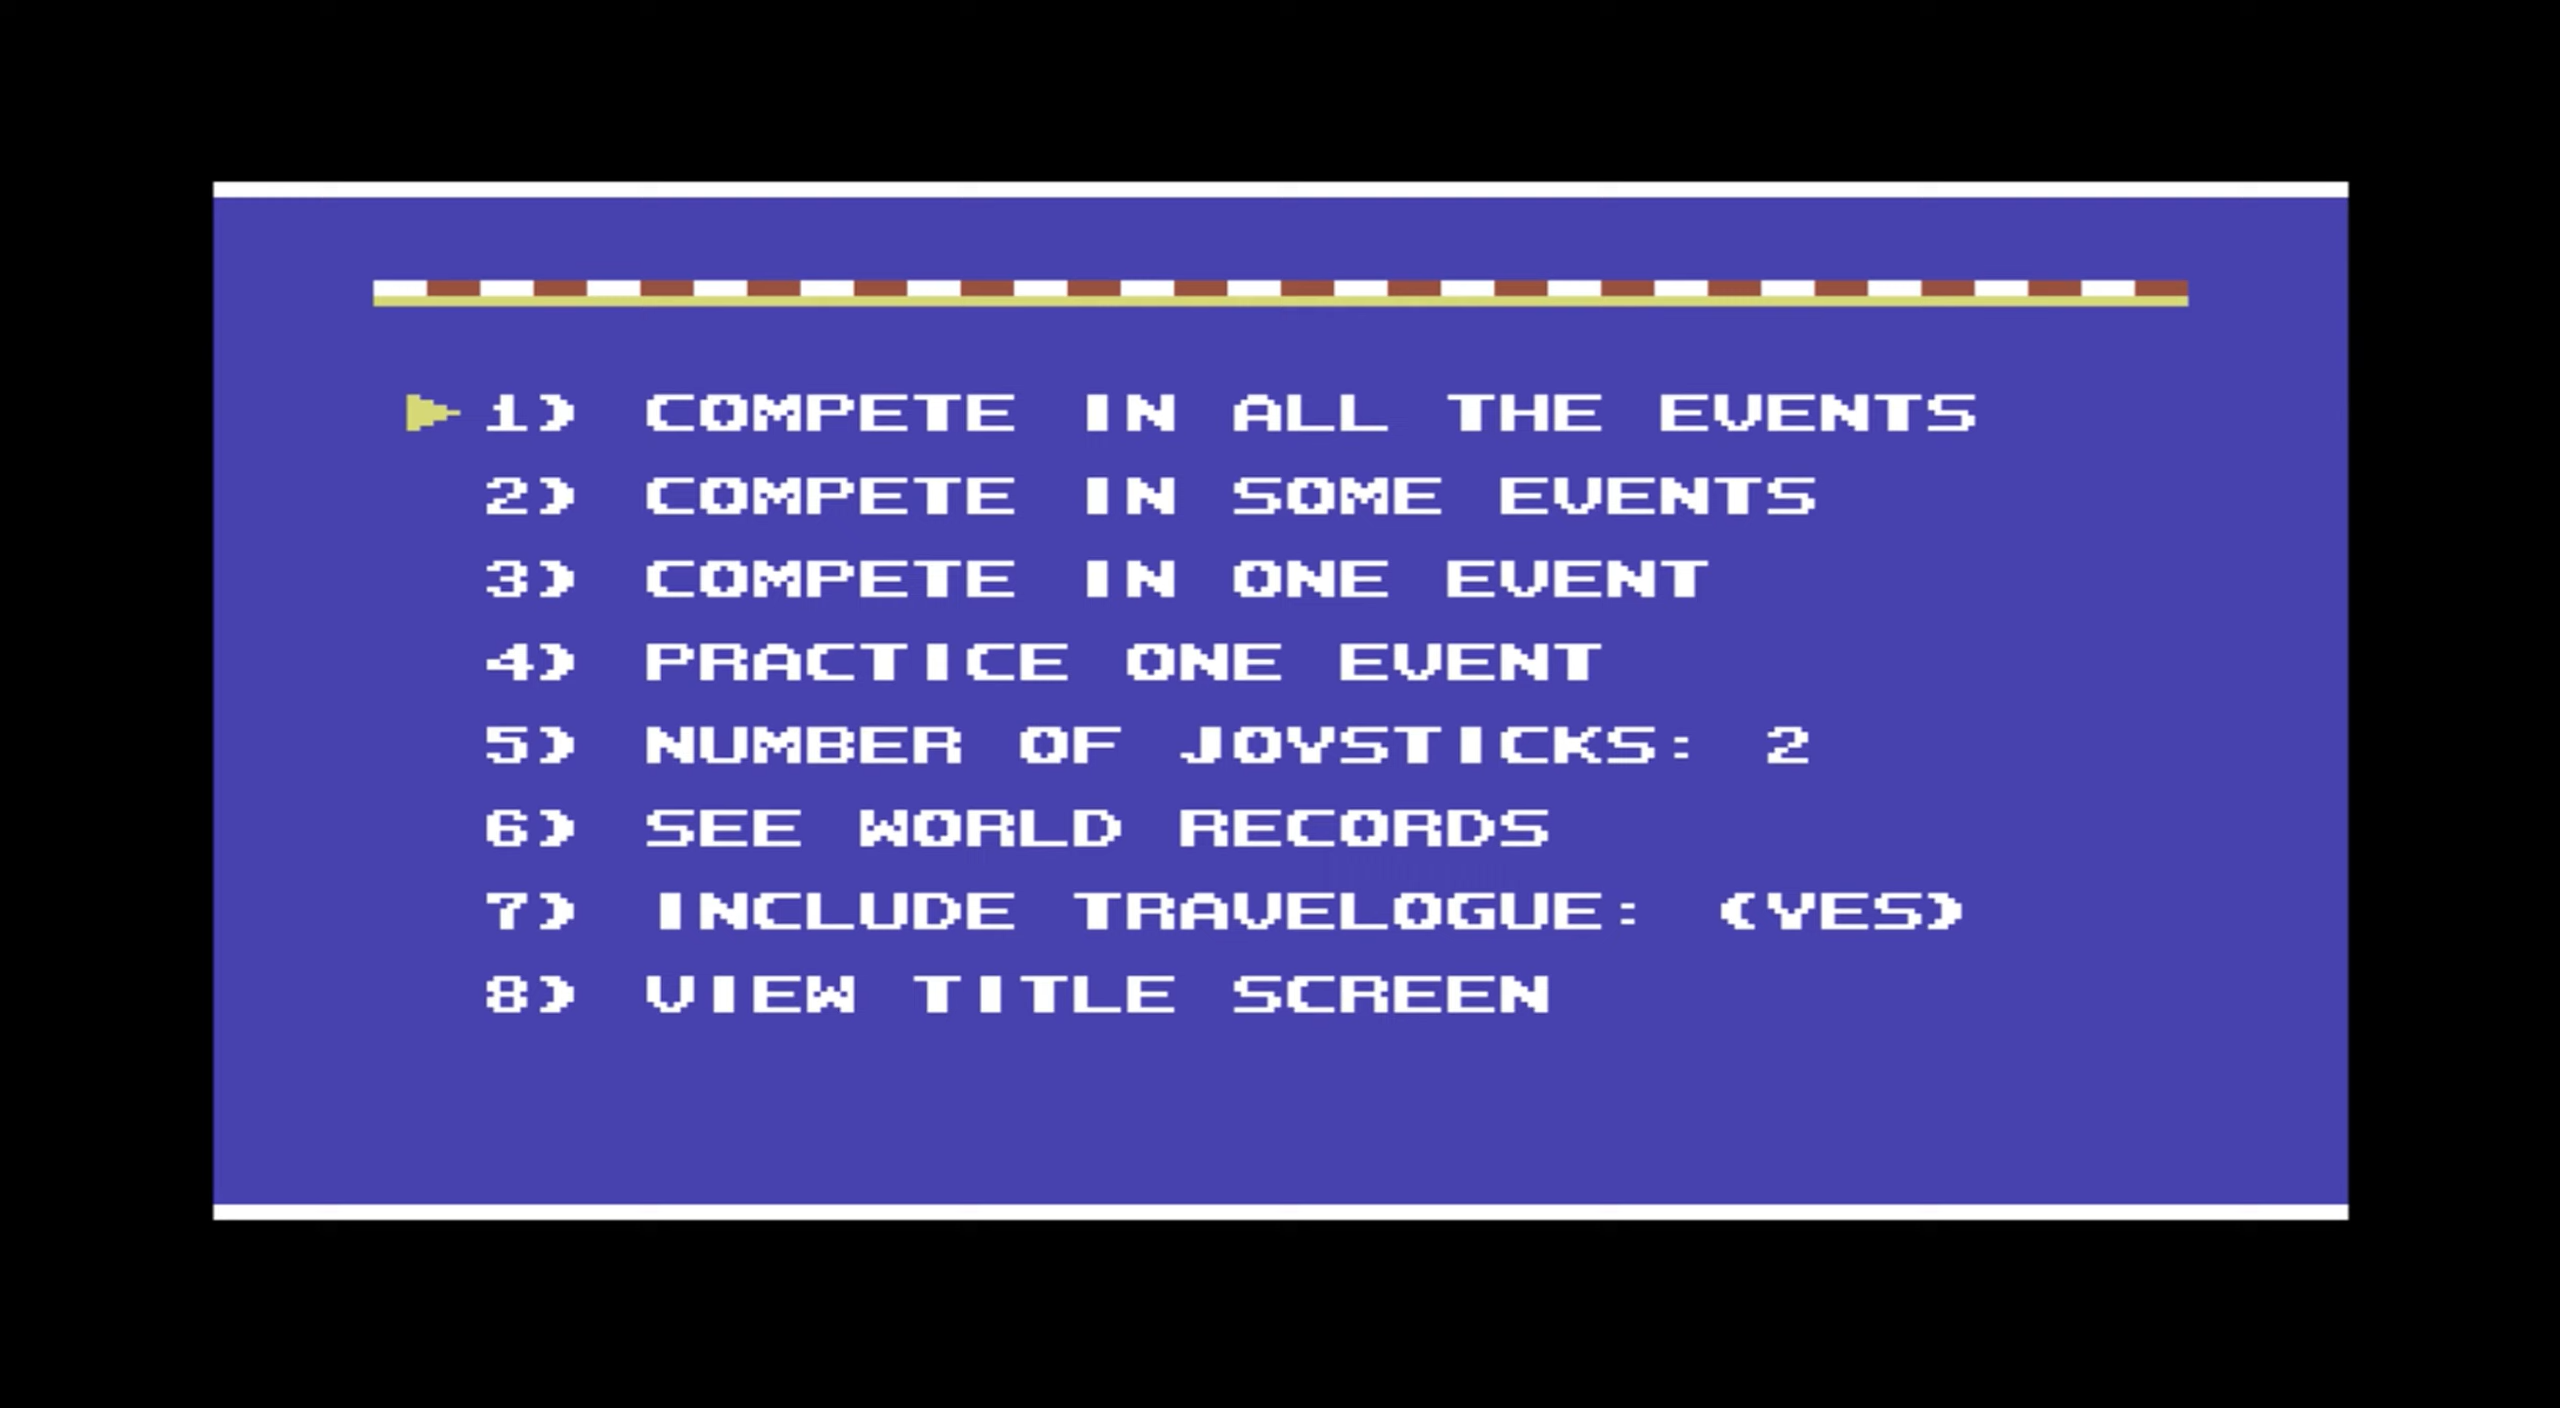 1) COMPETE IN ALL THE EVENTS
2) COMPETE IN SOME EVENTS
3) COMPETE IN ONE EVENT
4) PRACTICE ONE EVENT
5) NUMBER OF JOYSTICKS: 2
6) SEE WORLD RECORDS
7) INCLUDE TRAVELOGUE: (YES)
8) VIEW TITLE SCREEN